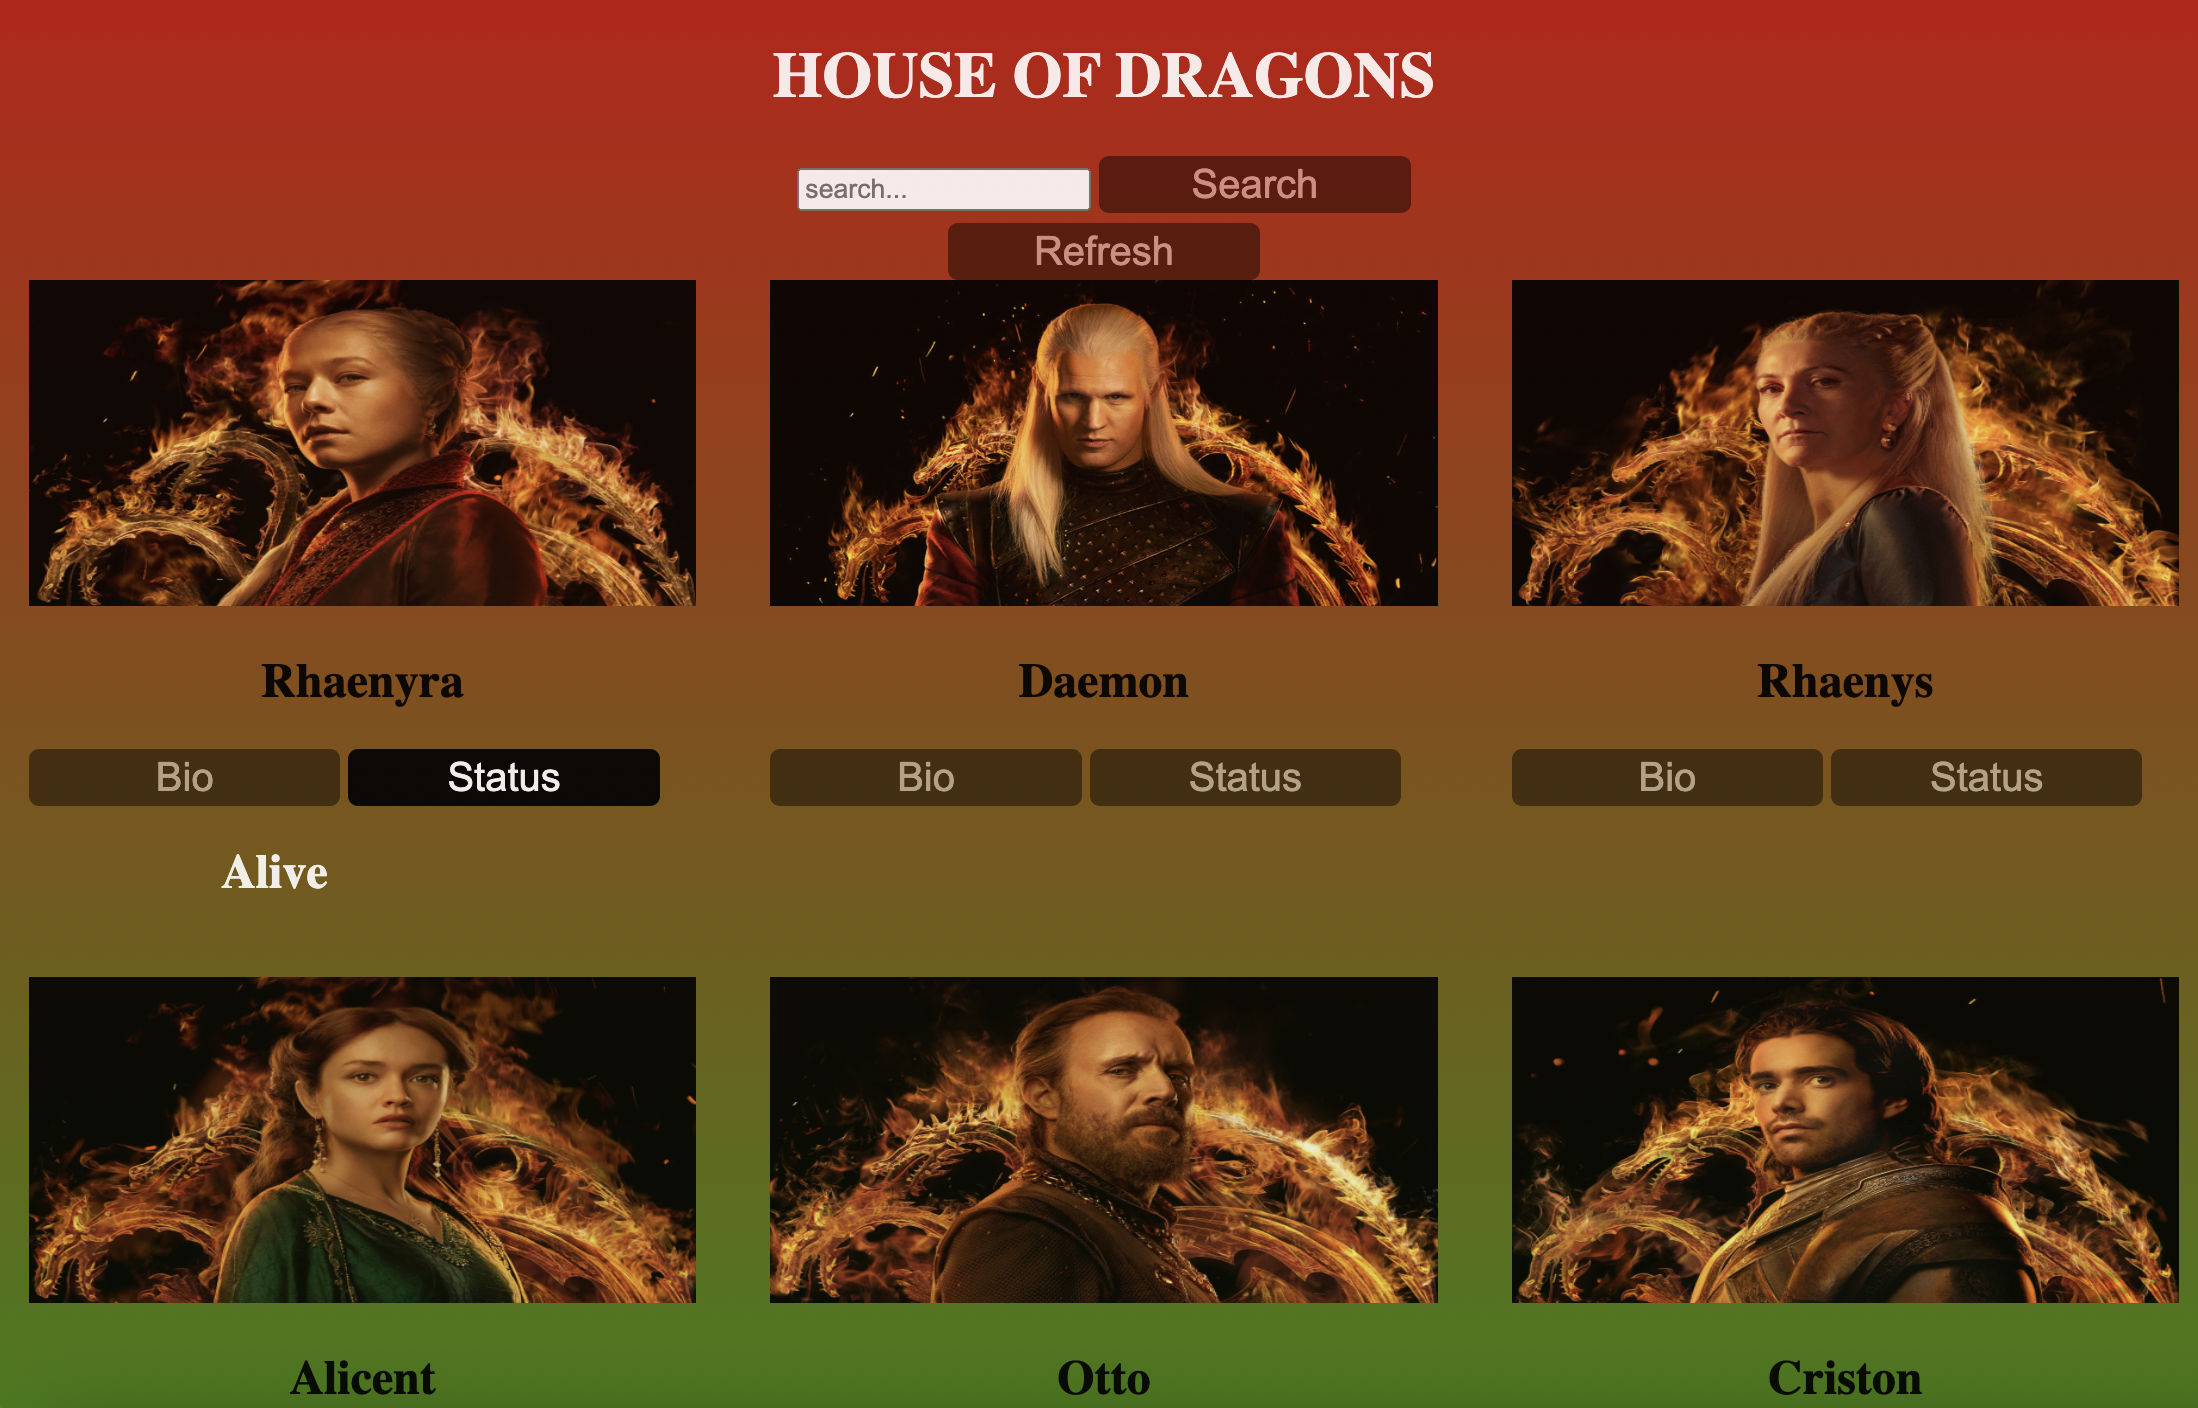 HOUSE OF DRAGONS
search... Search
Refresh
Rhaenyra Daemon Rhaenys
Bio Status Bio Status Bio Status
Alive
Alicent Otto Criston